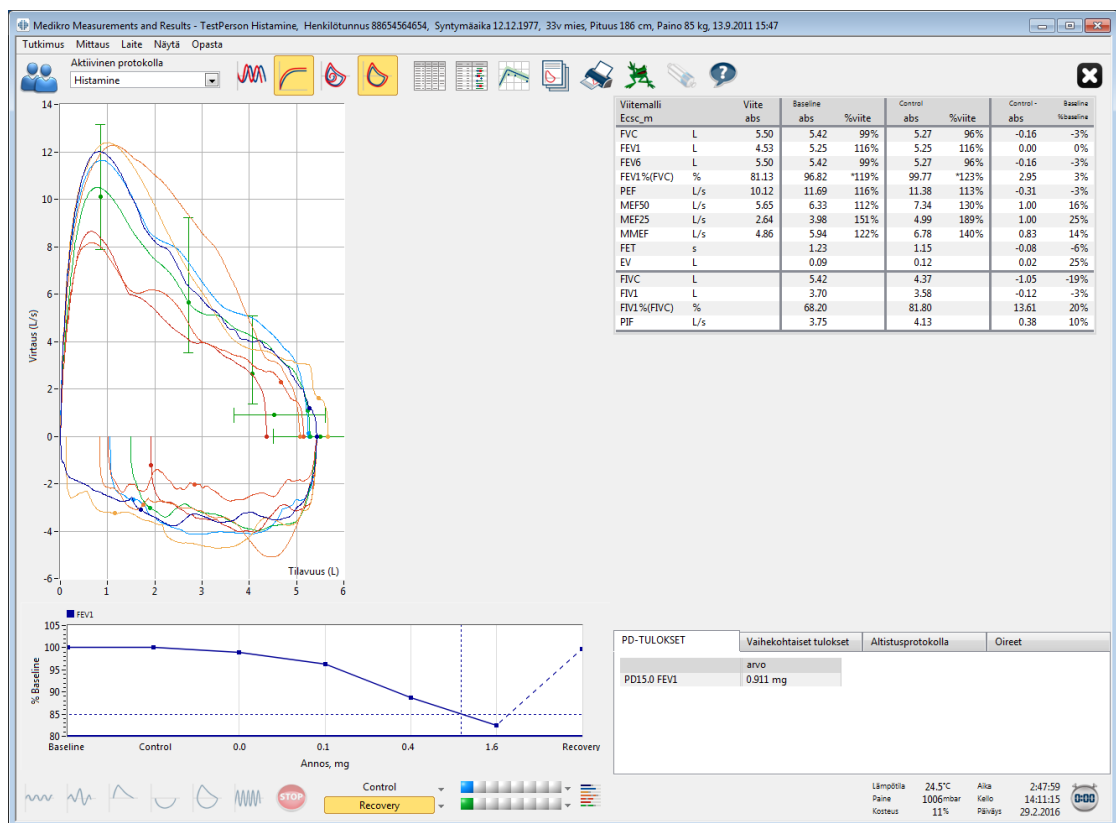 Medikro Measurements and Results - TestPerson Histamine, Henkilötunnus 88654564654, Syntymäaika 12.12.1977, 33v mies, Pituus 186 cm, Paino 85 kg, 13.9.2011 15:47
Tutkimus Mittaus Laite Näytä Opasta
Aktiivinen protokolla
Histamine
Viitemalli Viite Baseline Control Control - Baseline
Ecsc_m abs abs %viite abs %viite abs %baseline
FVC L 5.50 5.42 99% 5.27 96% -0.16 -3%
FEV1 L 4.53 5.25 116% 5.25 116% 0.00 0%
FEV6 L 5.50 5.42 99% 5.27 96% -0.16 -3%
FEV1%(FVC) % 81.13 96.82 *119% 99.77 *123% 2.95 3%
PEF L/s 10.12 11.69 116% 11.38 113% -0.31 -3%
MEF50 L/s 5.65 6.33 112% 7.34 130% 1.00 16%
MEF25 L/s 2.64 3.98 151% 4.99 189% 1.00 25%
MMEF L/s 4.86 5.94 122% 6.78 140% 0.83 14%
FET s 1.23 1.15 -0.08 -6%
EV L 0.09 0.12 0.02 25%
FIVC L 5.42 4.37 -1.05 -19%
FIV1 L 3.70 3.58 -0.12 -3%
FIV1%(FIVC) % 68.20 81.80 13.61 20%
PIF L/s 3.75 4.13 0.38 10%
14
12
10
8
6
4
2
0
-2
-4
-6
Virtaus (L/s)
Tilavuus (L)
0 1 2 3 4 5 6
FEV1
105
100
95
90
85
80
% Baseline
Baseline Control 0.0 0.1 0.4 1.6 Recovery
Annos, mg
PD-TULOKSET Vaihekohtaiset tulokset Altistusprotokolla Oireet
arvo
PD15.0 FEV1 0.911 mg
STOP
Control
Recovery
Lämpötila 24.5°C Aika 2:47:59
Paine 1006mbar Kello 14:11:15
Kosteus 11% Päiväys 29.2.2016
0:00